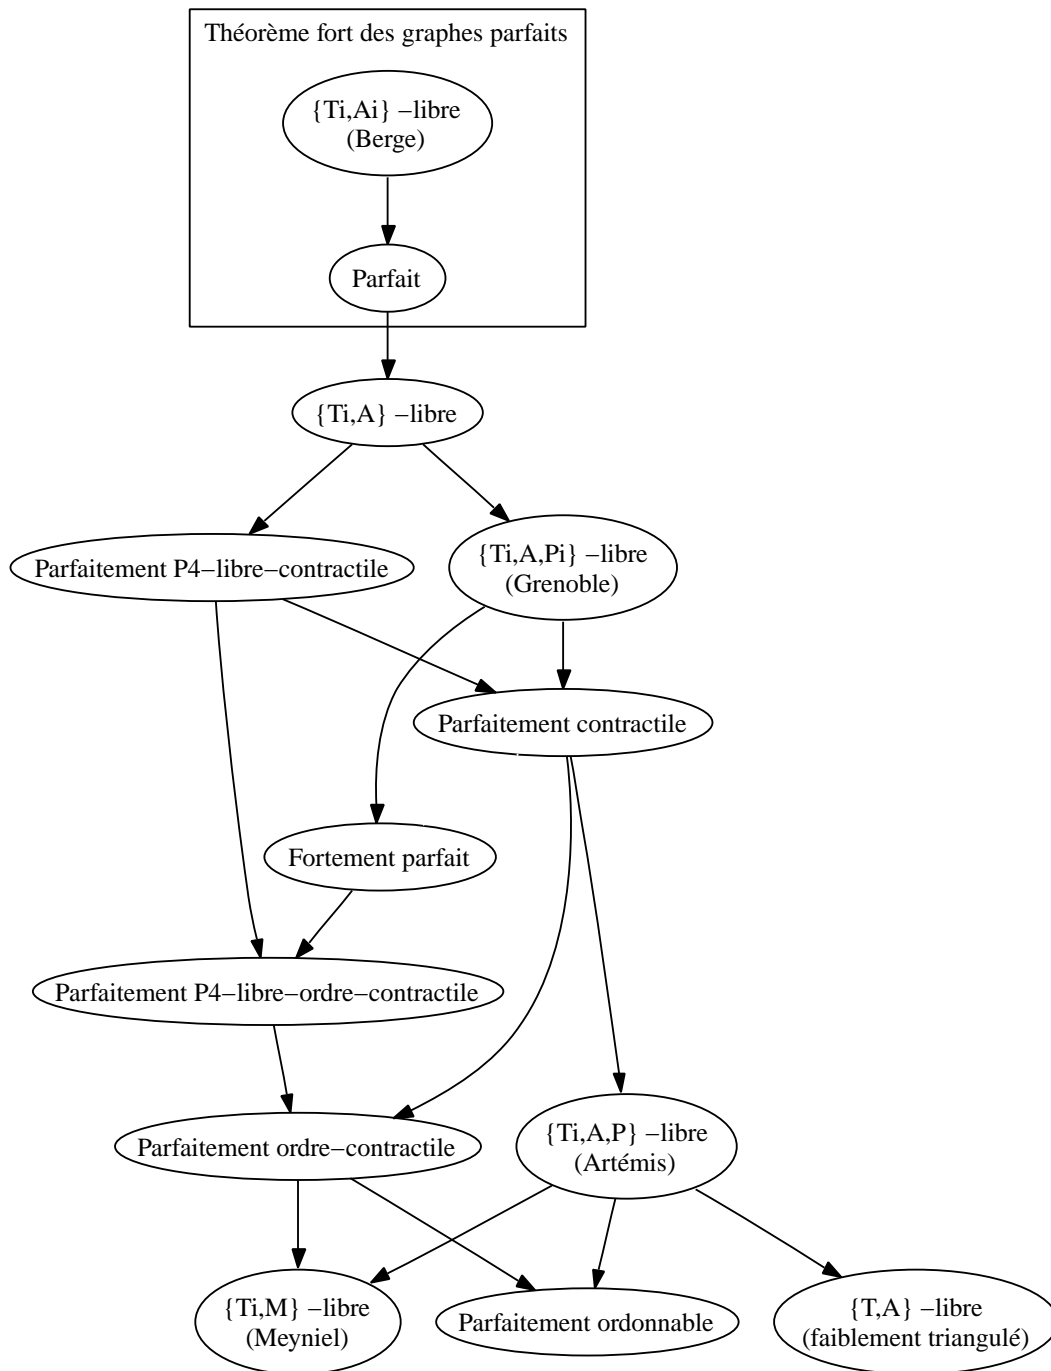 Théorème fort des graphes parfaits
{Ti,Ai} −libre
(Berge)
Parfait
{Ti,A} −libre
Parfaitement P4−libre−contractile
{Ti,A,Pi} −libre
(Grenoble)
Parfaitement contractile
Fortement parfait
Parfaitement P4−libre−ordre−contractile
Parfaitement ordre−contractile
{Ti,A,P} −libre
(Artémis)
{Ti,M} −libre
(Meyniel)
Parfaitement ordonnable
{T,A} −libre
(faiblement triangulé)